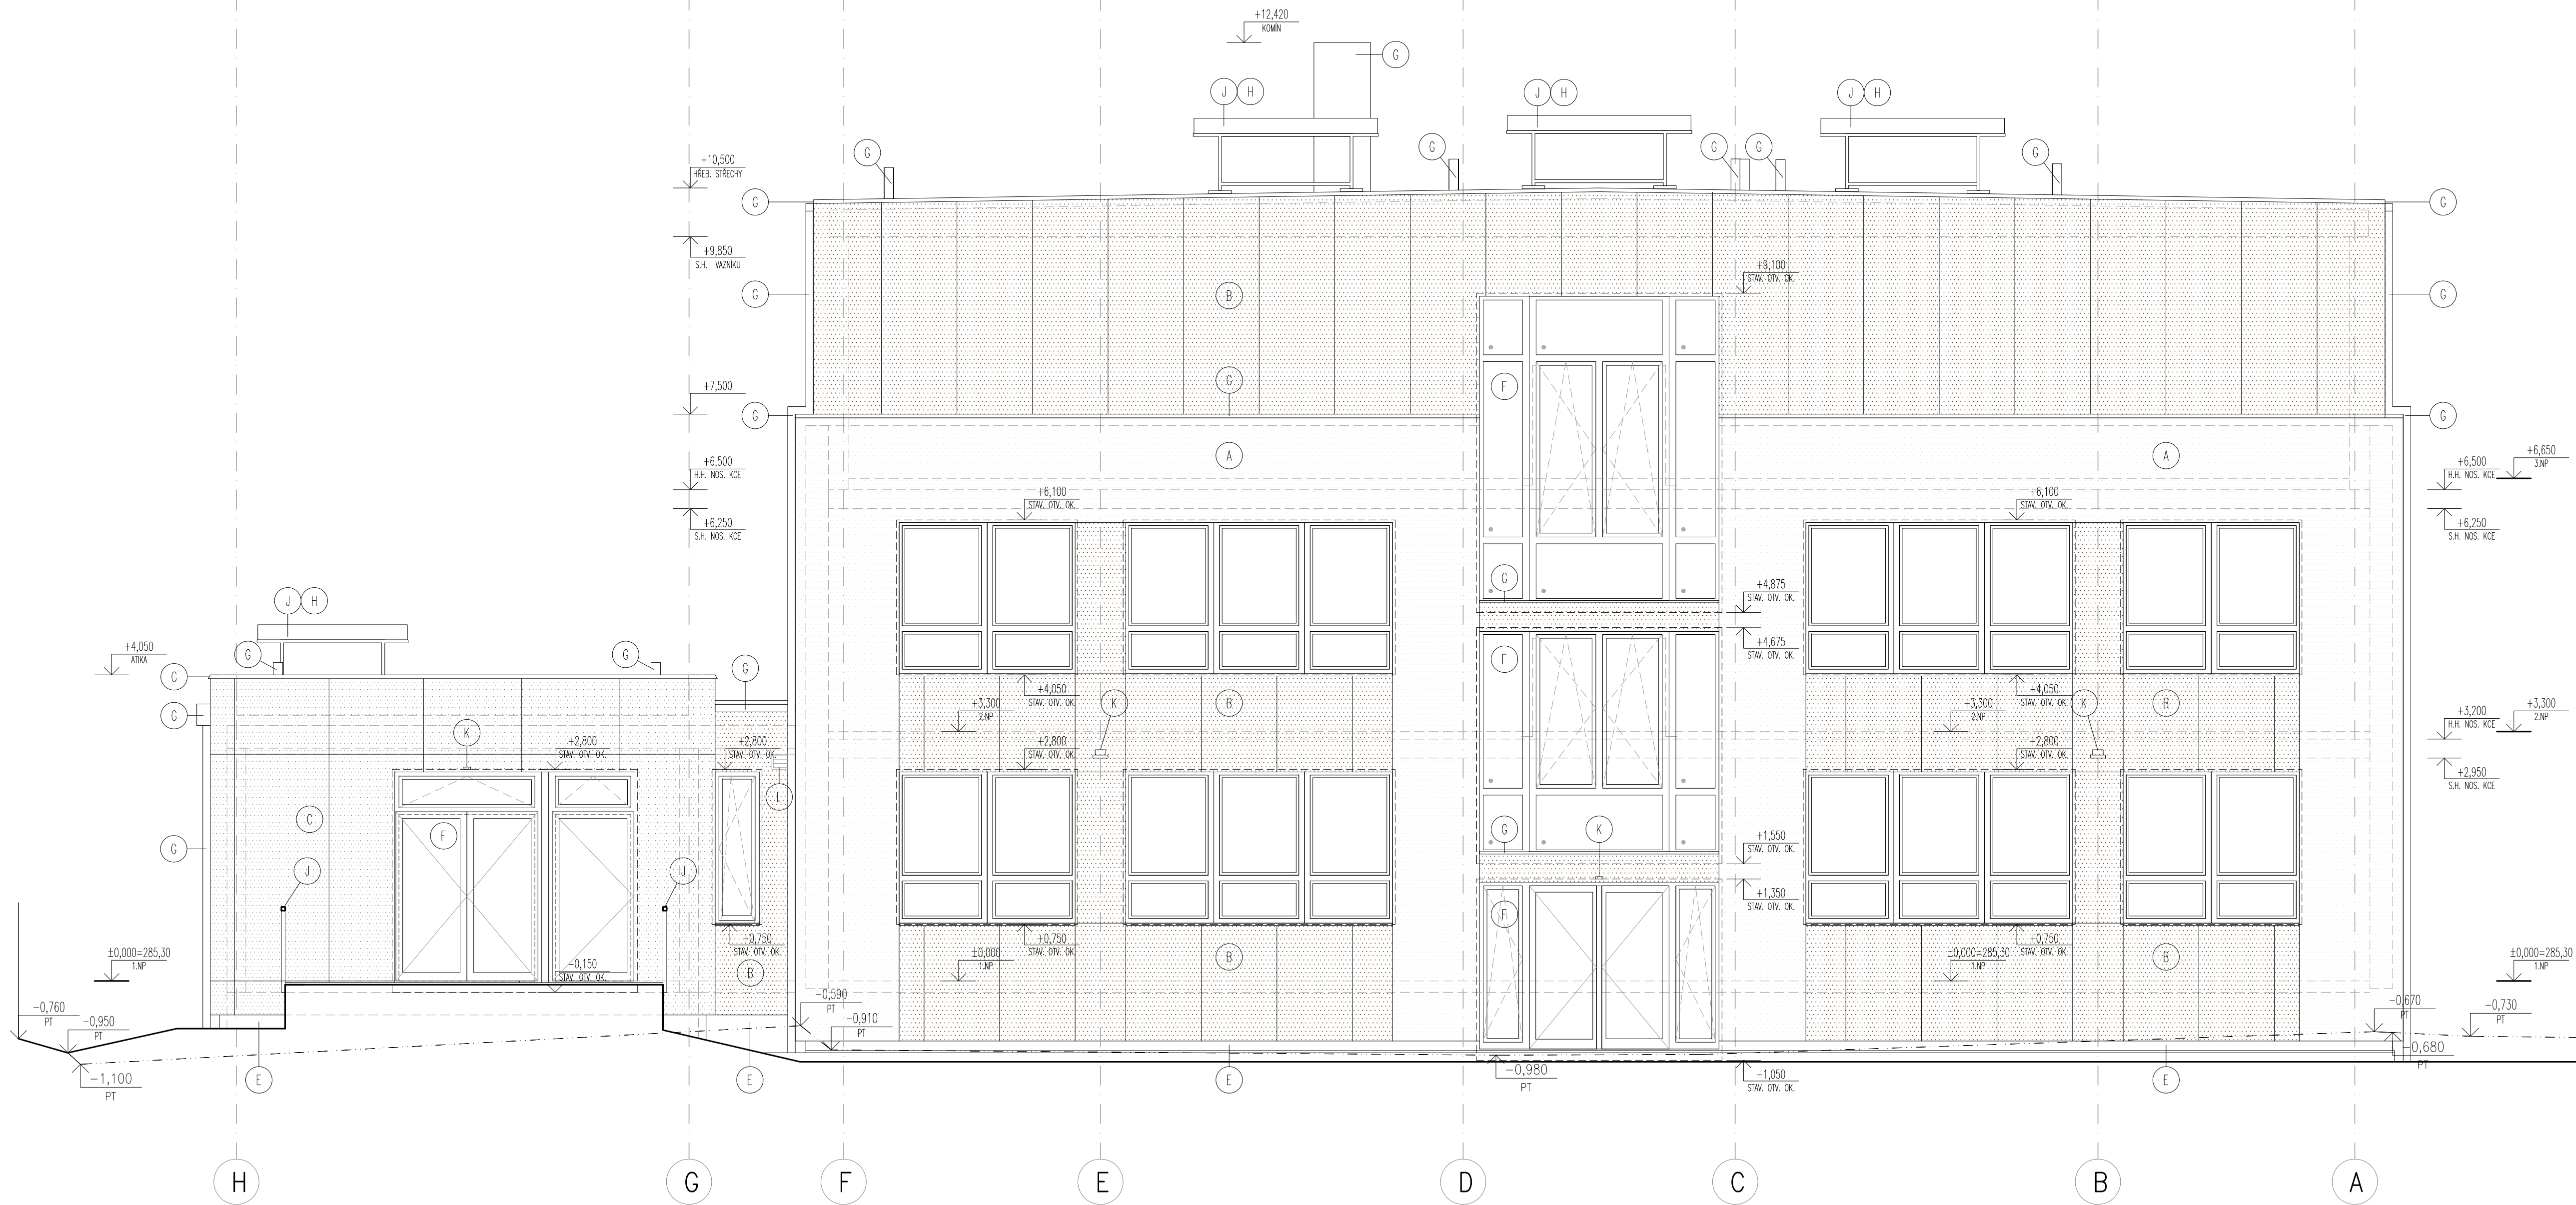 +12,420
KOMÍN
G
J H
J H
J H
G
G
G
G
G
+10,500
HŘEB. STŘECHY
G
G
+9,850
S.H. VAZNÍKU
+9,100
STAV. OTV. OK.
G
B
G
+7,500
G
F
G
G
A
A
+6,500
H.H. NOS. KCE
+6,500
H.H. NOS. KCE
+6,650
3.NP
+6,100
STAV. OTV. OK.
+6,100
STAV. OTV. OK.
+6,250
S.H. NOS. KCE
+6,250
S.H. NOS. KCE
J H
G
+4,875
STAV. OTV. OK.
+4,050
ATIKA
G
G
G
G
F
+4,675
STAV. OTV. OK.
G
+4,050
STAV. OTV. OK.
K
B
+4,050
STAV. OTV. OK.
K
B
+3,300
2.NP
+3,300
2.NP
+3,200
H.H. NOS. KCE
+3,300
2.NP
K
+2,800
STAV. OTV. OK.
+2,800
STAV. OTV. OK.
+2,800
STAV. OTV. OK.
+2,800
STAV. OTV. OK.
+2,950
S.H. NOS. KCE
L
C
F
G
K
+1,550
STAV. OTV. OK.
G
J
J
+1,350
STAV. OTV. OK.
F
+0,750
STAV. OTV. OK.
+0,750
STAV. OTV. OK.
+0,750
STAV. OTV. OK.
±0,000=285,30
1.NP
-0,150
STAV. OTV. OK.
B
±0,000
1.NP
B
±0,000=285,30
1.NP
B
±0,000=285,30
1.NP
-0,760
PT
-0,950
PT
-0,590
PT
-0,910
PT
-0,670
PT
-0,730
PT
-0,680
PT
-1,100
PT
E
E
E
-0,980
PT
-1,050
STAV. OTV. OK.
E
H
G
F
E
D
C
B
A